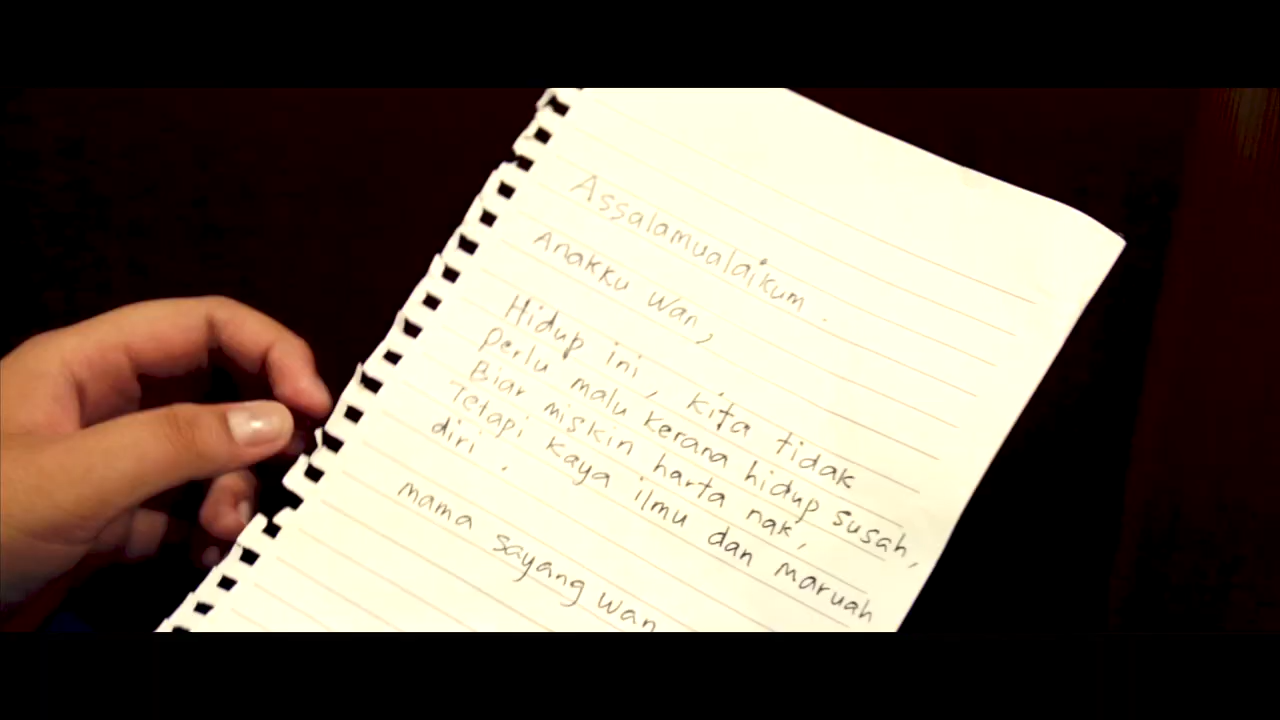 Assalamualaikum.
Anakku Wan,
Hidup ini, kita tidak
perlu malu kerana hidup susah,
Biar miskin harta nak,
Tetapi kaya ilmu dan maruah
diri.
mama sayang wan